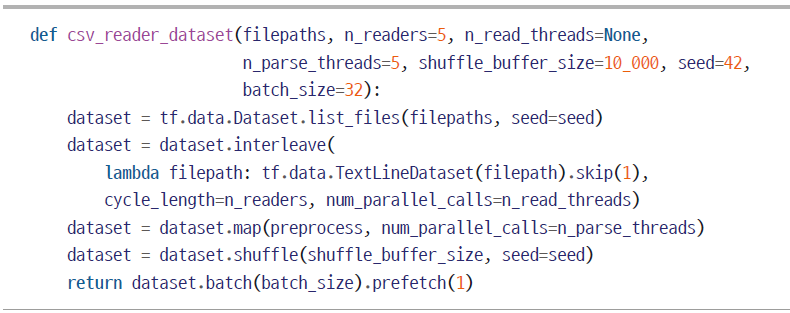 def csv_reader_dataset(filepaths, n_readers=5, n_read_threads=None,
                       n_parse_threads=5, shuffle_buffer_size=10_000, seed=42,
                       batch_size=32):
    dataset = tf.data.Dataset.list_files(filepaths, seed=seed)
    dataset = dataset.interleave(
        lambda filepath: tf.data.TextLineDataset(filepath).skip(1),
        cycle_length=n_readers, num_parallel_calls=n_read_threads)
    dataset = dataset.map(preprocess, num_parallel_calls=n_parse_threads)
    dataset = dataset.shuffle(shuffle_buffer_size, seed=seed)
    return dataset.batch(batch_size).prefetch(1)